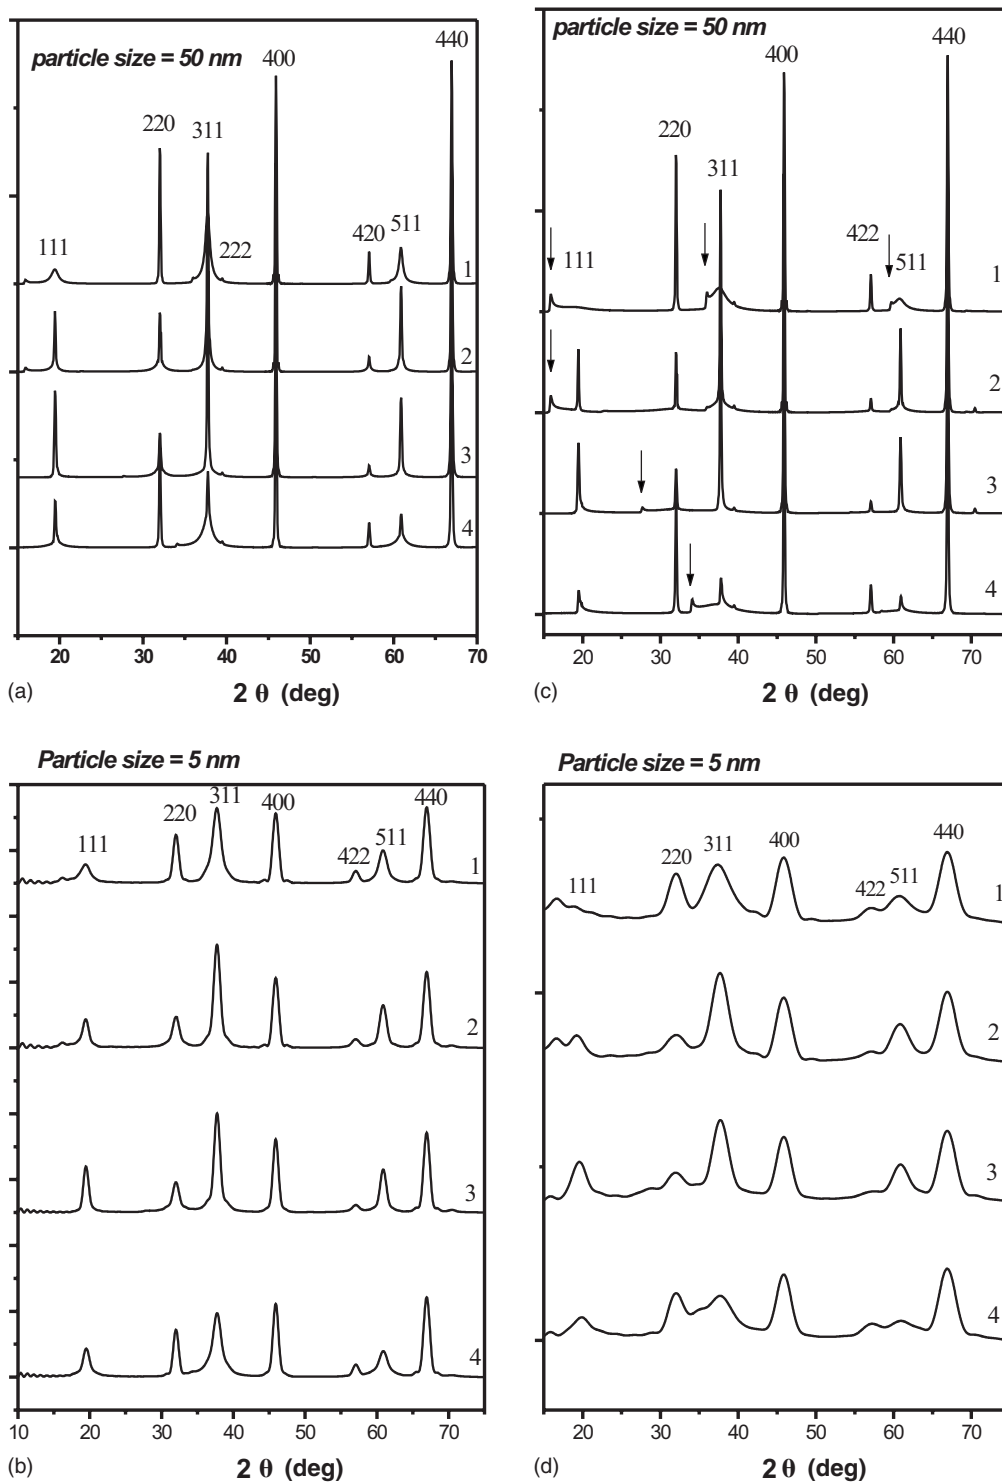 particle size = 50 nm
111
220
311
222
400
420
511
440
1
2
3
4
20 30 40 50 60 70
(a)
2 θ (deg)
particle size = 50 nm
111
220
311
400
422
511
440
1
2
3
4
20 30 40 50 60 70
(c)
2 θ (deg)
Particle size = 5 nm
111
220
311
400
422
511
440
1
2
3
4
10 20 30 40 50 60 70
(b)
2 θ (deg)
Particle size = 5 nm
111
220
311
400
422
511
440
1
2
3
4
20 30 40 50 60 70
(d)
2 θ (deg)